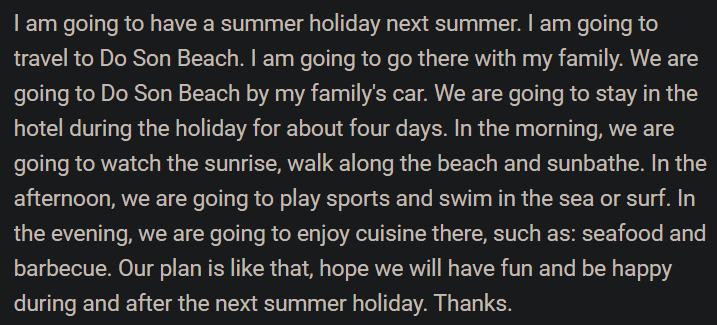 I am going to have a summer holiday next summer. I am going to
travel to Do Son Beach. I am going to go there with my family. We are
going to Do Son Beach by my family's car. We are going to stay in the
hotel during the holiday for about four days. In the morning, we are
going to watch the sunrise, walk along the beach and sunbathe. In the
afternoon, we are going to play sports and swim in the sea or surf. In
the evening, we are going to enjoy cuisine there, such as: seafood and
barbecue. Our plan is like that, hope we will have fun and be happy
during and after the next summer holiday. Thanks.